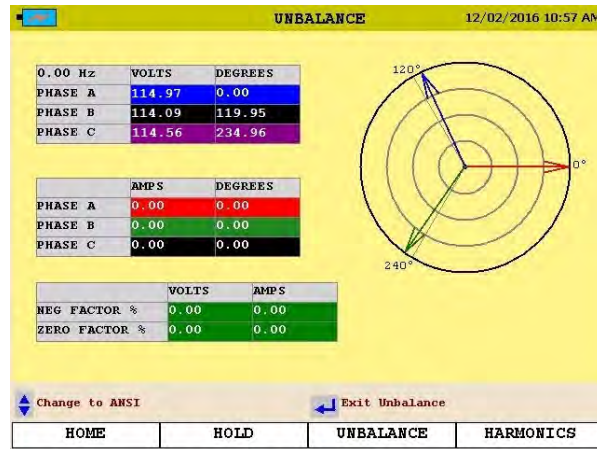 UNBALANCE 12/02/2016 10:57 AM
0.00 Hz VOLTS DEGREES
PHASE A 114.97 0.00
PHASE B 114.09 119.95
PHASE C 114.56 234.96
120°
0°
240°
AMPS DEGREES
PHASE A 0.00 0.00
PHASE B 0.00 0.00
PHASE C 0.00 0.00
VOLTS AMPS
NEG FACTOR % 0.00 0.00
ZERO FACTOR % 0.00 0.00
Change to ANSI Exit Unbalance
HOME HOLD UNBALANCE HARMONICS